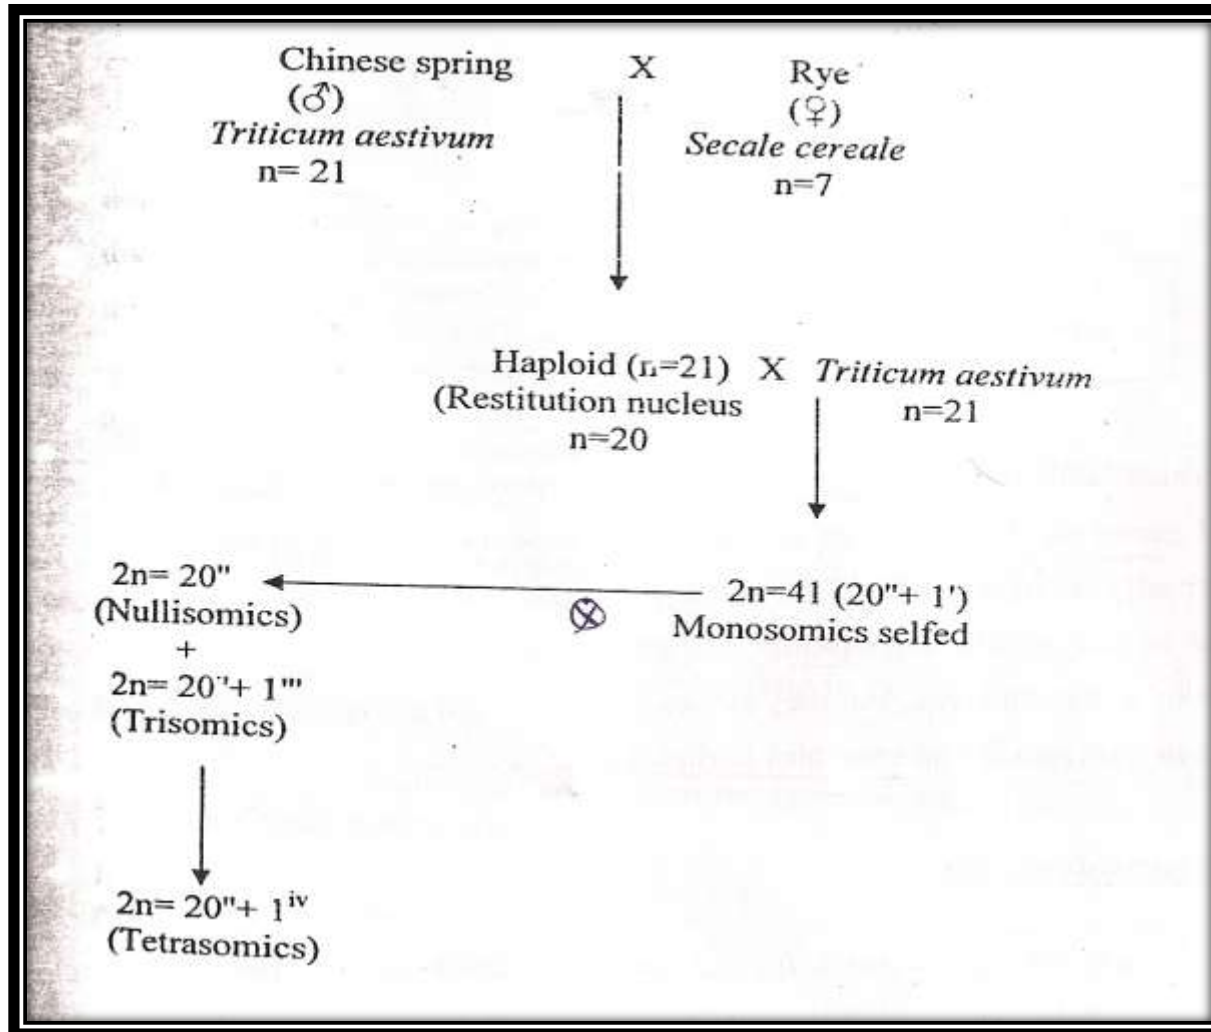 Chinese spring X Rye
(♂) (♀)
Triticum aestivum Secale cereale
n= 21 n=7
Haploid (n=21) X Triticum aestivum
(Restitution nucleus n=21
n=20
2n= 20" 2n=41 (20"+ 1')
(Nullisomics) Monosomics selfed
+
2n= 20"+ 1'''
(Trisomics)
2n= 20"+ 1iv
(Tetrasomics)